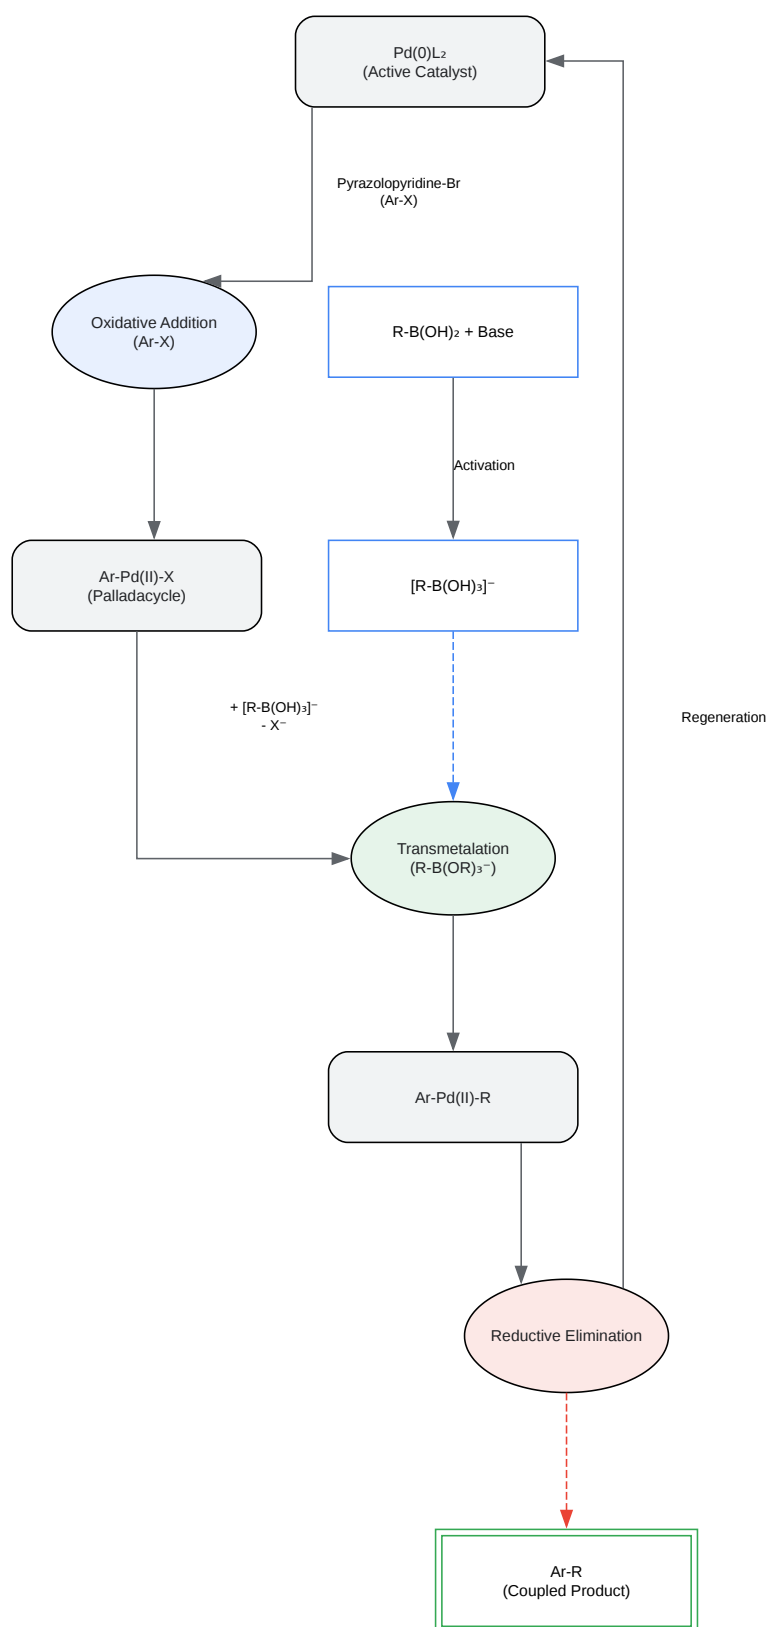 Pd(0)L₂
(Active Catalyst)
Pyrazolopyridine-Br
(Ar-X)
Oxidative Addition
(Ar-X)
R-B(OH)₂ + Base
Activation
Ar-Pd(II)-X
(Palladacycle)
[R-B(OH)₃]⁻
+ [R-B(OH)₃]⁻
- X⁻
Regeneration
Transmetalation
(R-B(OR)₃⁻)
Ar-Pd(II)-R
Reductive Elimination
Ar-R
(Coupled Product)